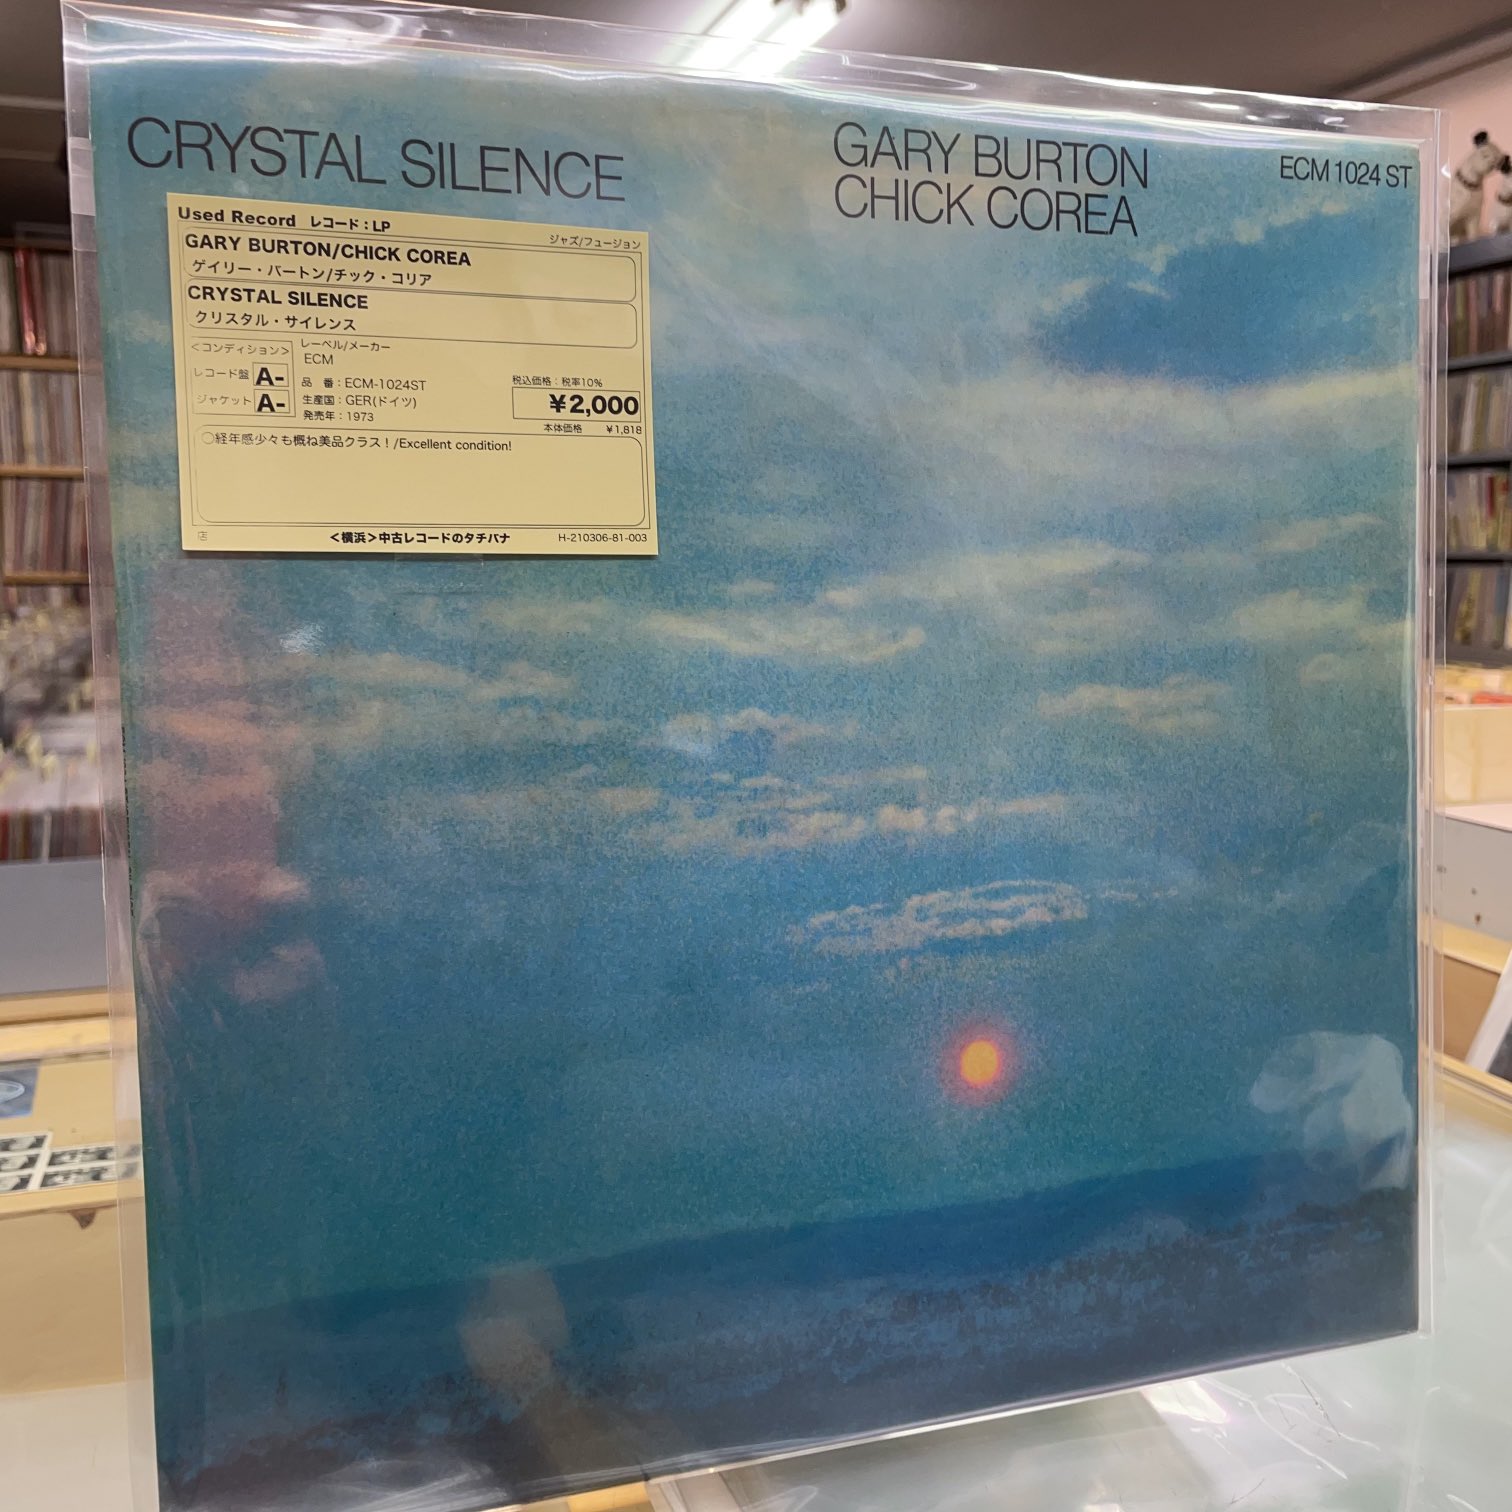 CRYSTAL SILENCE
GARY BURTON
CHICK COREA
ECM 1024 ST
Used Record レコード:LP
ジャズ/フュージョン
GARY BURTON/CHICK COREA
ゲイリー・バートン/チック・コリア
CRYSTAL SILENCE
クリスタル・サイレンス
<コンディション>
レコード盤 A-
ジャケット A-
レーベル/メーカー
ECM
品 番:ECM-1024ST
生産国:GER(ドイツ)
発売年:1973
税込価格:税率10%
¥2,000
本体価格 ¥1,818
○経年感少々も概ね美品クラス!/Excellent condition!
店
<横浜>中古レコードのタチバナ
H-210306-81-003